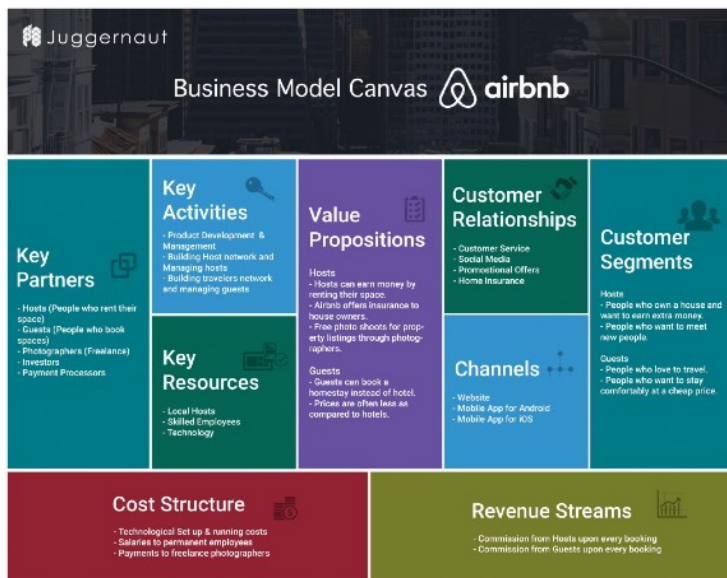 Juggernaut
Business Model Canvas airbnb
Key
Partners
- Hosts (People who rent their
space)
- Guests (People who book
spaces)
- Photographers (Freelance)
- Investors
- Payment Processors
Key
Activities
- Product Development &
Management
- Building Host network and
Managing hosts
- Building travelers network
and managing guests
Key
Resources
- Local Hosts
- Skilled Employees
- Technology
Value
Propositions
Hosts
- Hosts can earn money by
renting their space.
- Airbnb offers insurance to
house owners.
- Free photo shoots for prop-
erty listings through photog-
raphers.
Guests
- Guests can book a
homestay instead of hotel.
- Prices are often less as
compared to hotels.
Customer
Relationships
- Customer Service
- Social Media
- Promotional Offers
- Home Insurance
Channels
- Website
- Mobile App for Android
- Mobile App for iOS
Customer
Segments
Hosts
- People who own a house and
want to earn extra money.
- People who want to meet
new people.
Guests
- People who love to travel.
- People who want to stay
comfortably at a cheap price.
Cost Structure
- Technological Set up & running costs
- Salaries to permanent employees
- Payments to freelance photographers
Revenue Streams
- Commission from Hosts upon every booking
- Commission from Guests upon every booking